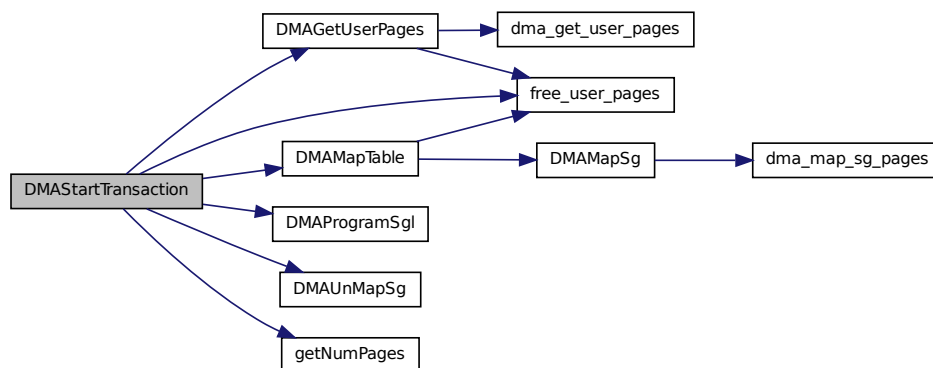 DMAGetUserPages
dma_get_user_pages
free_user_pages
DMAMapTable
DMAMapSg
dma_map_sg_pages
DMAStartTransaction
DMAProgramSgl
DMAUnMapSg
getNumPages